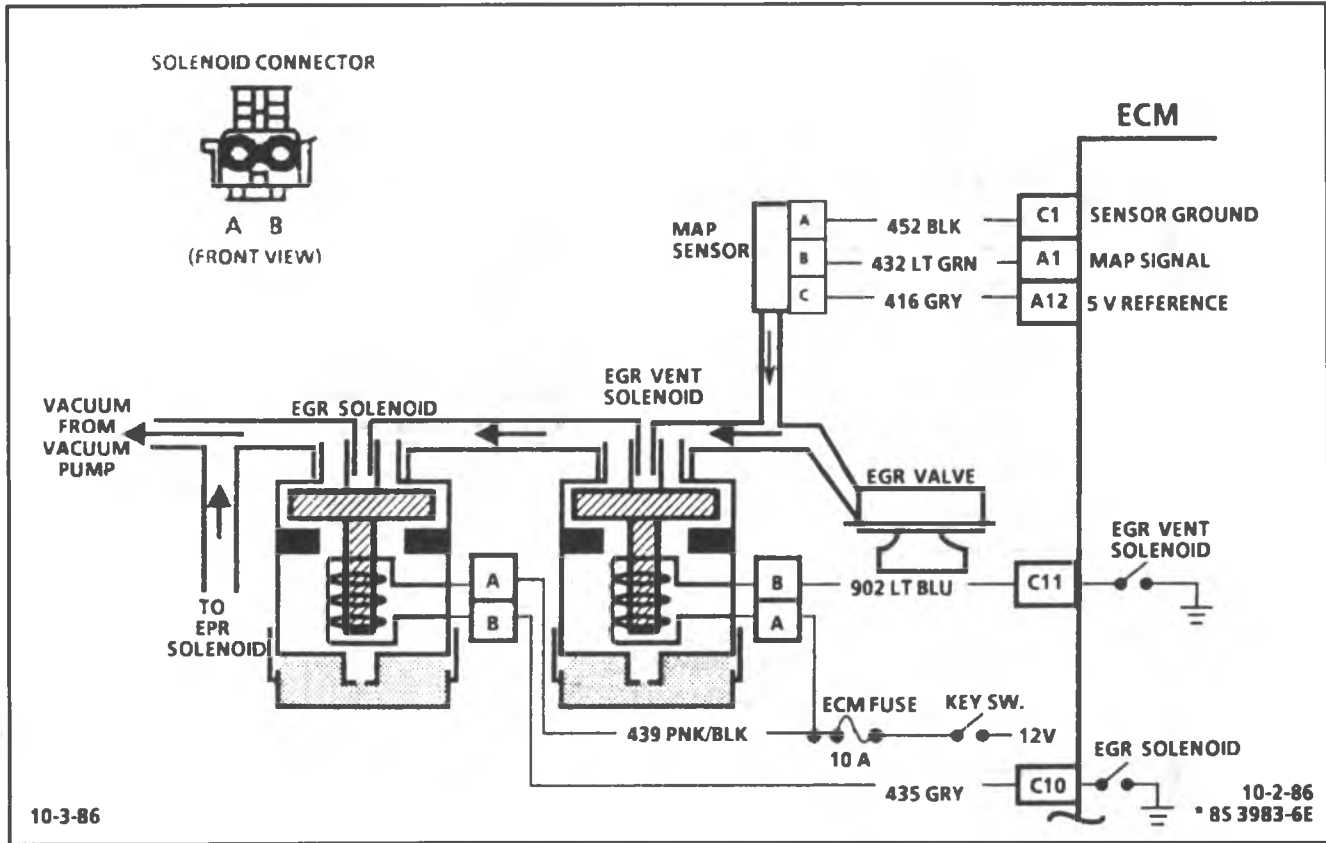 SOLENOID CONNECTOR
A B
(FRONT VIEW)
ECM
MAP
SENSOR
A
452 BLK
C1
SENSOR GROUND
B
432 LT GRN
A1
MAP SIGNAL
C
416 GRY
A12
5 V REFERENCE
VACUUM
FROM
VACUUM
PUMP
EGR SOLENOID
EGR VENT
SOLENOID
EGR VALVE
TO
EPR
SOLENOID
A
B
B
A
902 LT BLU
C11
EGR VENT
SOLENOID
439 PNK/BLK
ECM FUSE
10 A
KEY SW.
12V
435 GRY
C10
EGR SOLENOID
10-3-86
10-2-86
* 8S 3983-6E